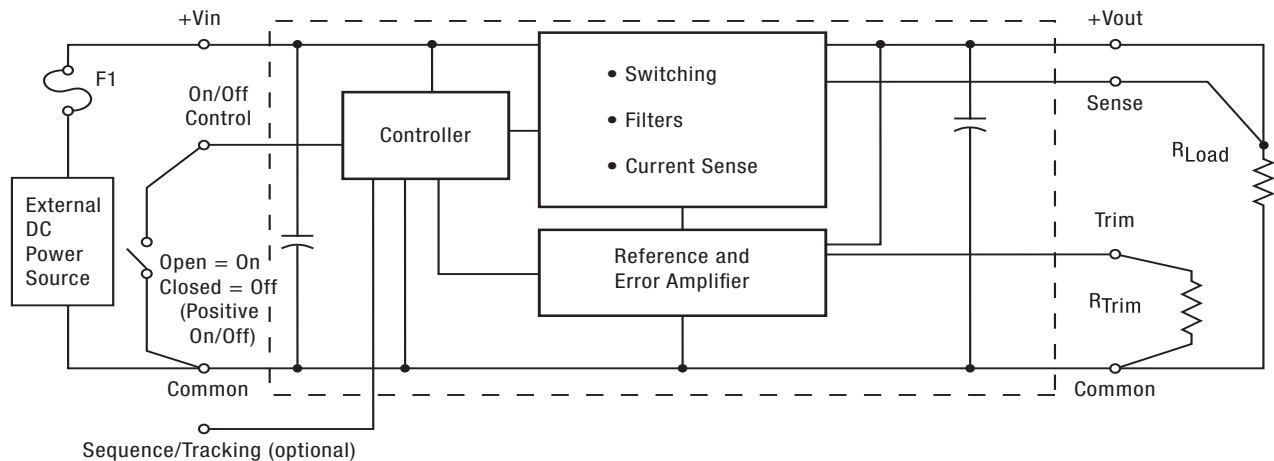 +Vin
+Vout
F1
On/Off
Control
Controller
• Switching
• Filters
• Current Sense
Sense
RLoad
External
DC
Power
Source
Open = On
Closed = Off
(Positive
On/Off)
Reference and
Error Amplifier
Trim
RTrim
Common
Common
Sequence/Tracking (optional)